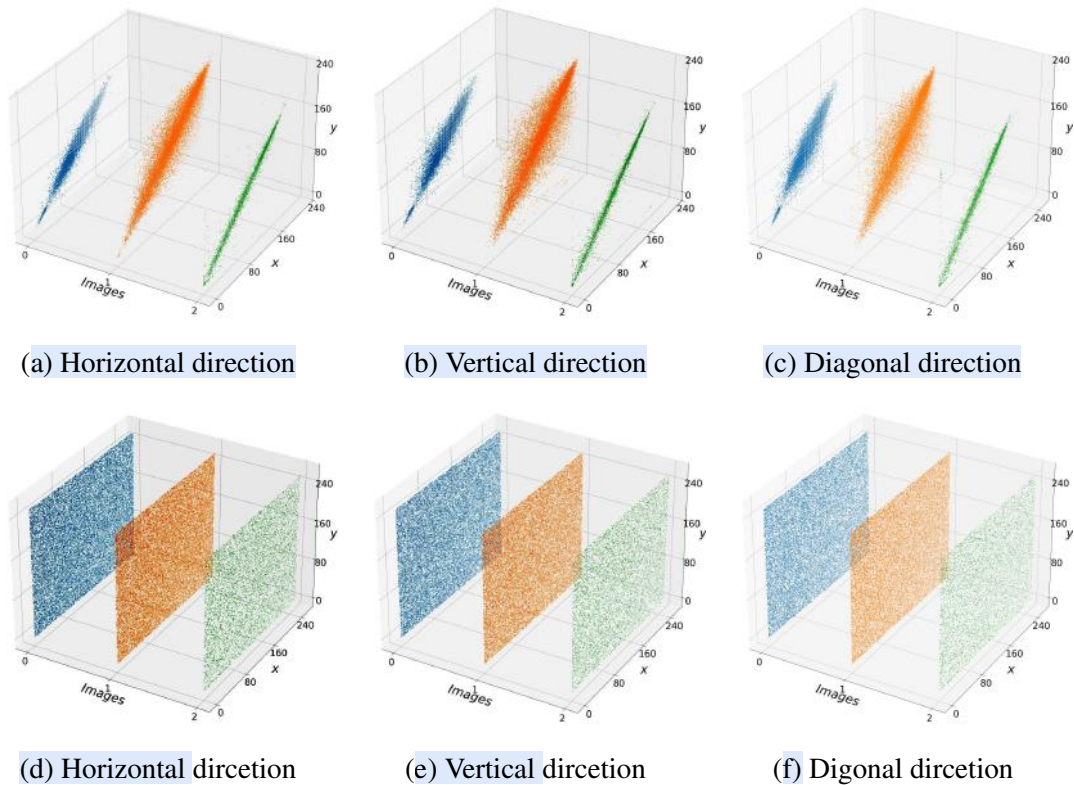 240
160
y
80
0
240
160
x
80
0
0
1
Images
2
240
160
y
80
0
240
160
x
80
0
0
1
Images
2
240
160
y
80
0
240
160
x
80
0
0
1
Images
2
(a) Horizontal direction
(b) Vertical direction
(c) Diagonal direction
240
160
y
80
0
240
160
x
80
0
0
1
Images
2
240
160
y
80
0
240
160
x
80
0
0
1
Images
2
240
160
y
80
0
240
160
x
80
0
0
1
Images
2
(d) Horizontal dircetion
(e) Vertical dircetion
(f) Digonal dircetion